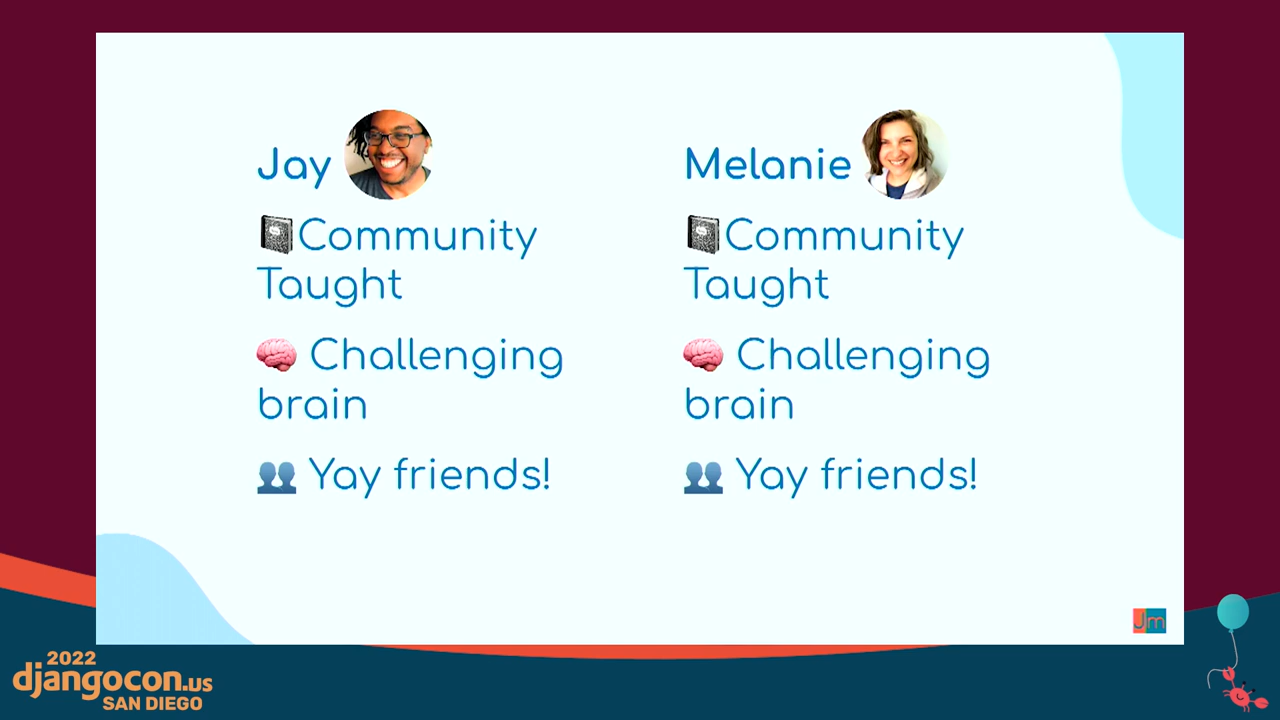 Jay
Community
Taught
Challenging
brain
Yay friends!
Melanie
Community
Taught
Challenging
brain
Yay friends!
Jm
2022
djangocon.us
SAN DIEGO